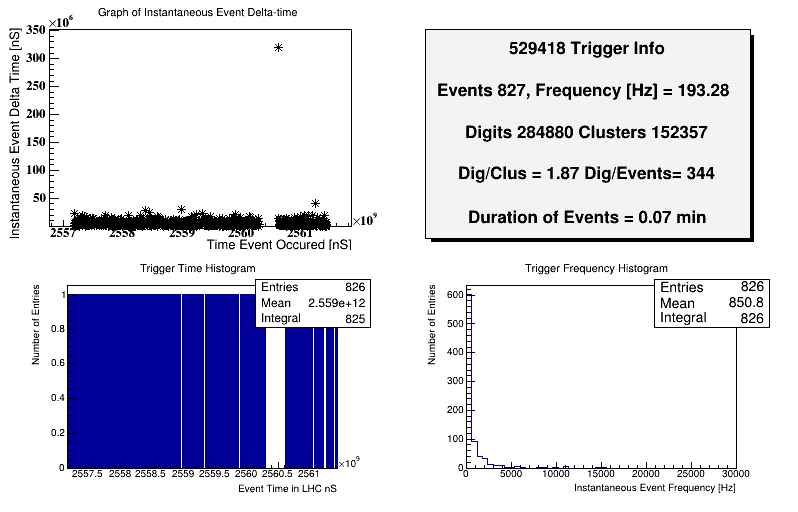 Graph of Instantaneous Event Delta-time
×10⁶
Instantaneous Event Delta Time [nS]
350
300
250
200
150
100
50
2557 2558 2559 2560 2561
×10⁹
Time Event Occured [nS]
529418 Trigger Info
Events 827, Frequency [Hz] = 193.28
Digits 284880 Clusters 152357
Dig/Clus = 1.87 Dig/Events= 344
Duration of Events = 0.07 min
Trigger Time Histogram
Entries 826
Mean 2.559e+12
Integral 825
Number of Entries
1
0.8
0.6
0.4
0.2
0
2557.5 2558 2558.5 2559 2559.5 2560 2560.5 2561
×10⁹
Event Time in LHC nS
Trigger Frequency Histogram
Entries 826
Mean 850.8
Integral 826
Number of Entries
600
500
400
300
200
100
0
0 5000 10000 15000 20000 25000 30000
Instantaneous Event Frequency [Hz]